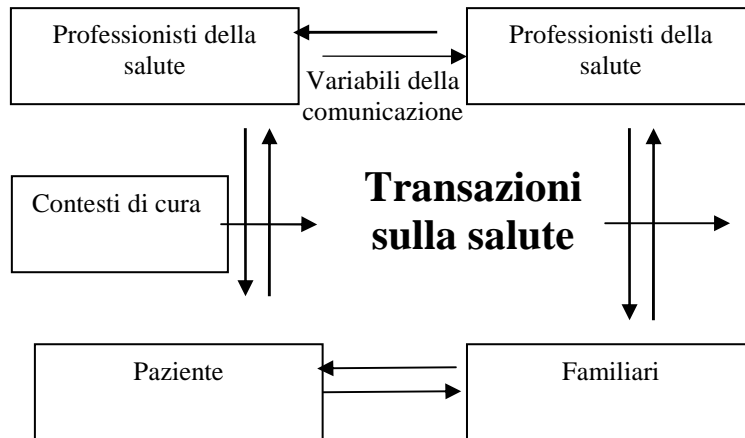 Professionisti della
salute
Professionisti della
salute
Variabili della
comunicazione
Contesti di cura
Transazioni
sulla salute
Paziente
Familiari